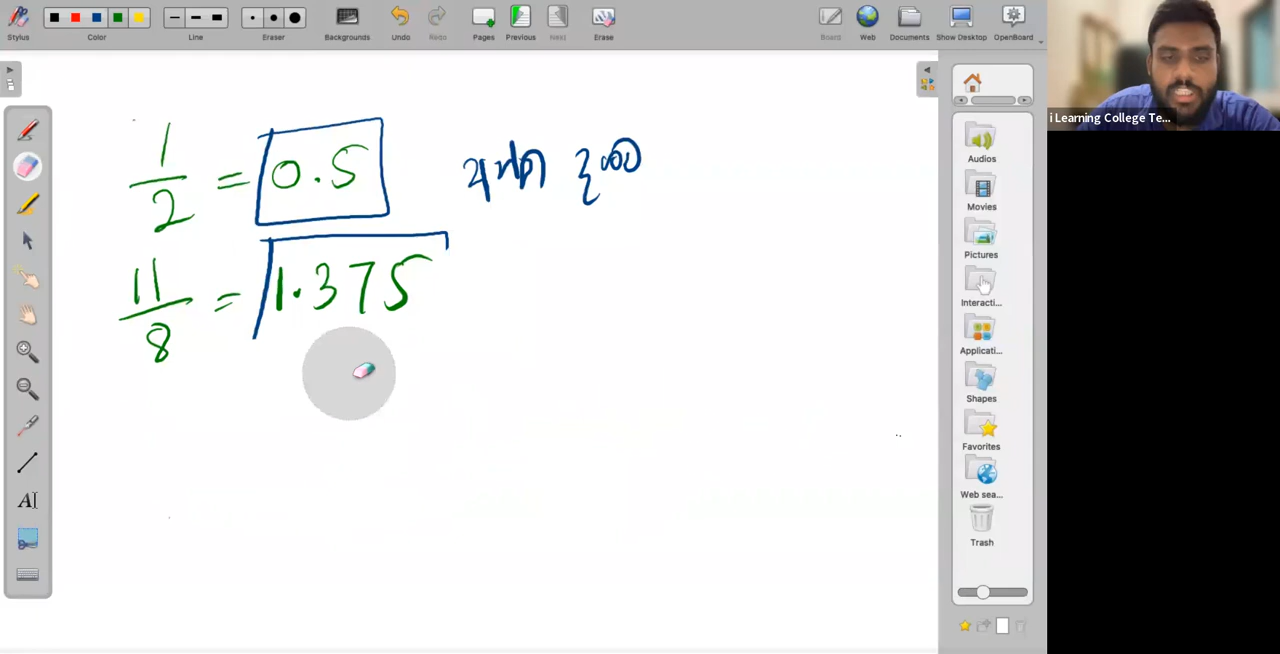 Stylus
Color
Line
Eraser
Backgrounds
Undo
Redo
Pages
Previous
Next
Erase
Board
Web
Documents
Show Desktop
OpenBoard
i Learning College Te...
1/2 = 0.5
11/8 = 1.375
Audios
Movies
Pictures
Interacti...
Applicati...
Shapes
Favorites
Web sea...
Trash